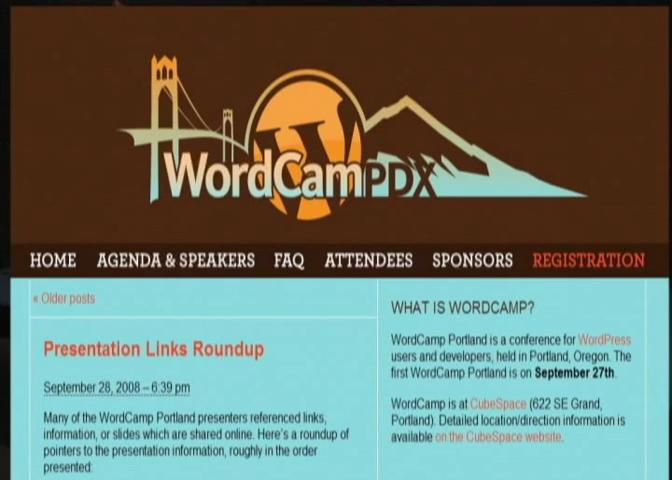 WordCamPDX
HOME AGENDA & SPEAKERS FAQ ATTENDEES SPONSORS REGISTRATION
« Older posts
Presentation Links Roundup
September 28, 2008 – 6:39 pm
Many of the WordCamp Portland presenters referenced links,
information, or slides which are shared online. Here's a roundup of
pointers to the presentation information, roughly in the order
presented:
WHAT IS WORDCAMP?
WordCamp Portland is a conference for WordPress
users and developers, held in Portland, Oregon. The
first WordCamp Portland is on September 27th.
WordCamp is at CubeSpace (622 SE Grand,
Portland). Detailed location/direction information is
available on the CubeSpace website.